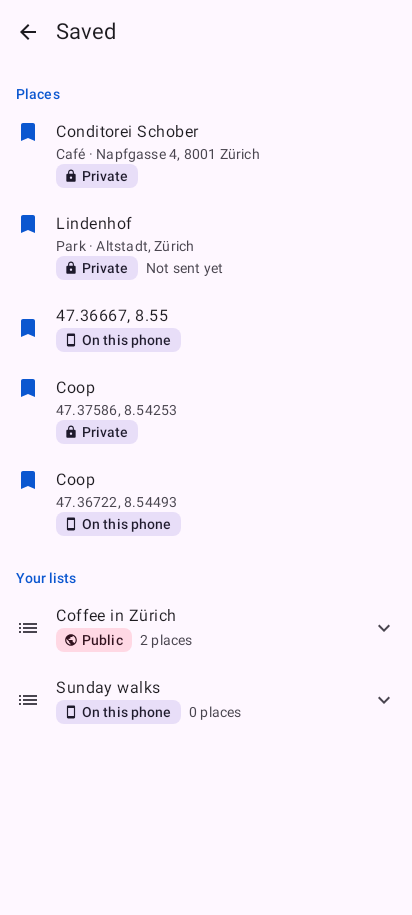 Saved
Places
Conditorei Schober
Café · Napfgasse 4, 8001 Zürich
Private
Lindenhof
Park · Altstadt, Zürich
Private Not sent yet
47.36667, 8.55
On this phone
Coop
47.37586, 8.54253
Private
Coop
47.36722, 8.54493
On this phone
Your lists
Coffee in Zürich
Public 2 places
Sunday walks
On this phone 0 places